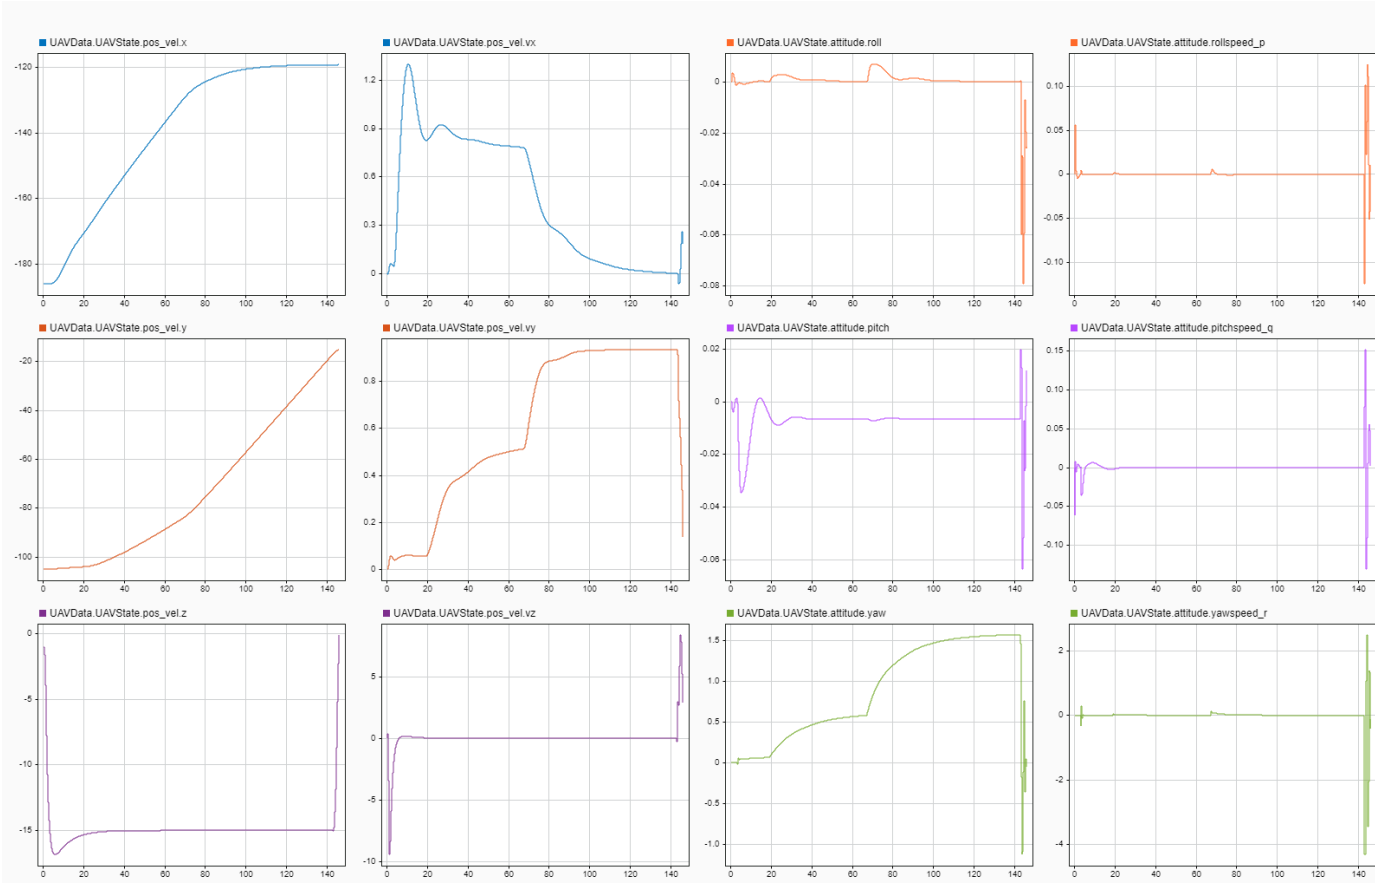 UAVData.UAVState.pos_vel.x
-120
-140
-160
-180
0 20 40 60 80 100 120 140
UAVData.UAVState.pos_vel.vx
1.2
0.9
0.6
0.3
0
0 20 40 60 80 100 120 140
UAVData.UAVState.attitude.roll
0
-0.02
-0.04
-0.06
-0.08
0 20 40 60 80 100 120 140
UAVData.UAVState.attitude.rollspeed_p
0.10
0.05
0
-0.05
-0.10
0 20 40 60 80 100 120 140
UAVData.UAVState.pos_vel.y
-20
-40
-60
-80
-100
0 20 40 60 80 100 120 140
UAVData.UAVState.pos_vel.vy
0.8
0.6
0.4
0.2
0
0 20 40 60 80 100 120 140
UAVData.UAVState.attitude.pitch
0.02
0
-0.02
-0.04
-0.06
0 20 40 60 80 100 120 140
UAVData.UAVState.attitude.pitchspeed_q
0.15
0.10
0.05
0
-0.05
-0.10
0 20 40 60 80 100 120 140
UAVData.UAVState.pos_vel.z
0
-5
-10
-15
0 20 40 60 80 100 120 140
UAVData.UAVState.pos_vel.vz
5
0
-5
-10
0 20 40 60 80 100 120 140
UAVData.UAVState.attitude.yaw
1.5
1.0
0.5
0
-0.5
-1.0
0 20 40 60 80 100 120 140
UAVData.UAVState.attitude.yawspeed_r
2
0
-2
-4
0 20 40 60 80 100 120 140